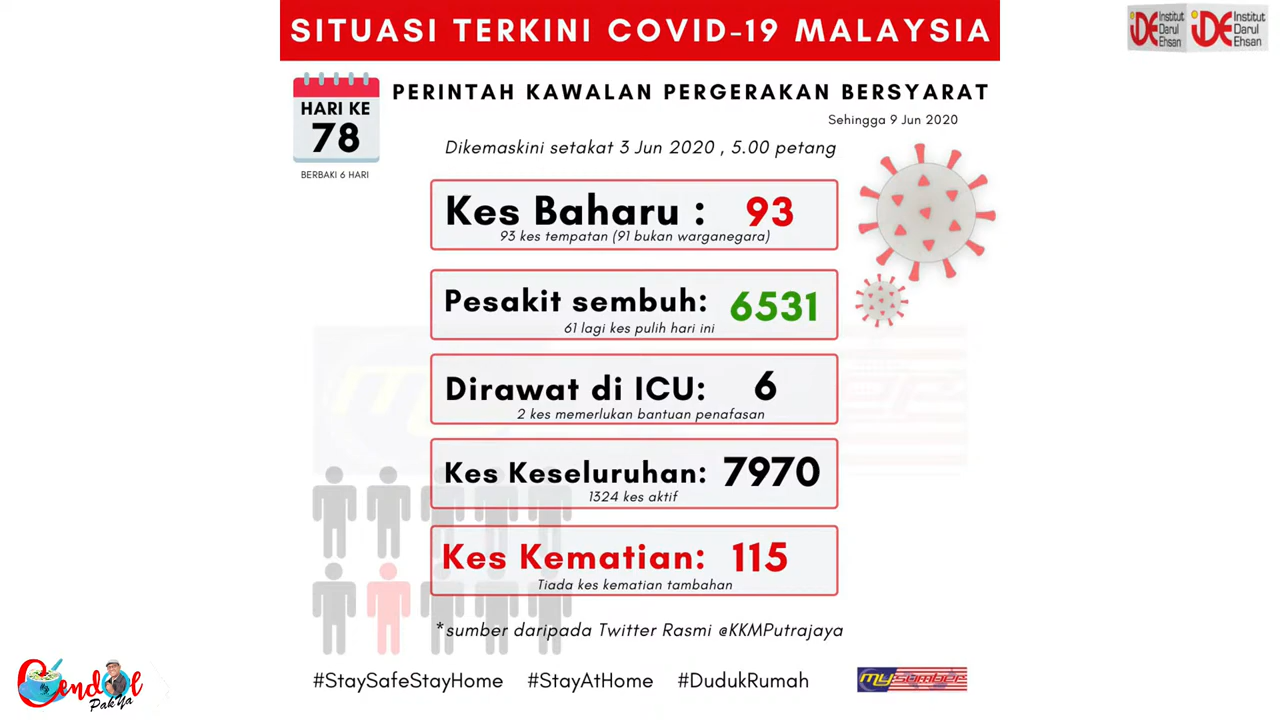 SITUASI TERKINI COVID-19 MALAYSIA
Institut Darul Ehsan
Institut Darul Ehsan
HARI KE
78
BERBAKI 6 HARI
PERINTAH KAWALAN PERGERAKAN BERSYARAT
Sehingga 9 Jun 2020
Dikemaskini setakat 3 Jun 2020 , 5.00 petang
Kes Baharu : 93
93 kes tempatan (91 bukan warganegara)
Pesakit sembuh: 6531
61 lagi kes pulih hari ini
Dirawat di ICU: 6
2 kes memerlukan bantuan penafasan
Kes Keseluruhan: 7970
1324 kes aktif
Kes Kematian: 115
Tiada kes kematian tambahan
*sumber daripada Twitter Rasmi @KKMPutrajaya
#StaySafeStayHome #StayAtHome #DudukRumah
mysumber
Cendol
Pak Ya